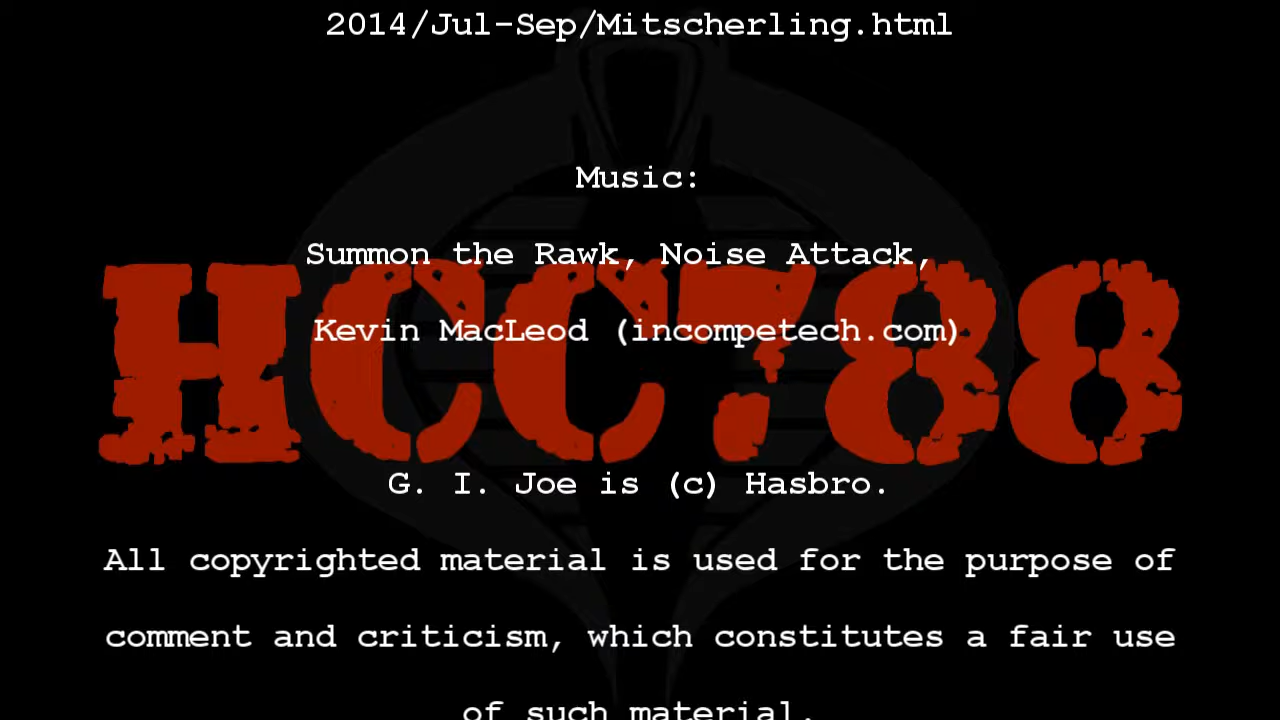 2014/Jul-Sep/Mitscherling.html
Music:
Summon the Rawk, Noise Attack,
HCC788
Kevin MacLeod (incompetech.com)
G. I. Joe is (c) Hasbro.
All copyrighted material is used for the purpose of
comment and criticism, which constitutes a fair use
of such material.